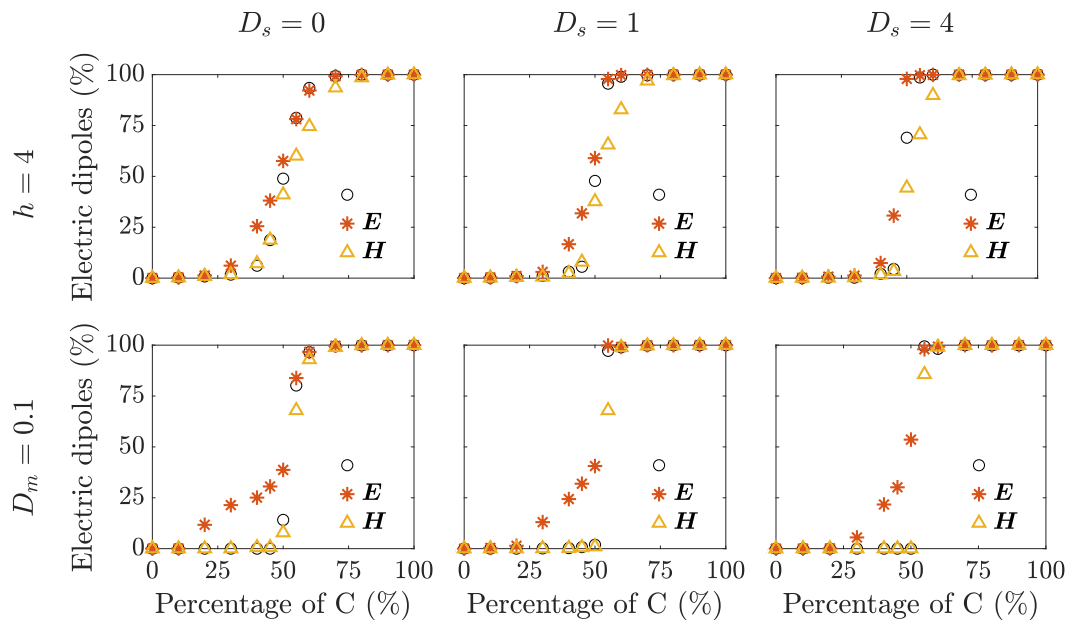 D_s = 0 D_s = 1 D_s = 4
h = 4
Electric dipoles (%)
100
75
50
25
0
E
H
E
H
E
H
D_m = 0.1
Electric dipoles (%)
100
75
50
25
0
E
H
E
H
E
H
0 25 50 75 100 0 25 50 75 100 0 25 50 75 100
Percentage of C (%) Percentage of C (%) Percentage of C (%)